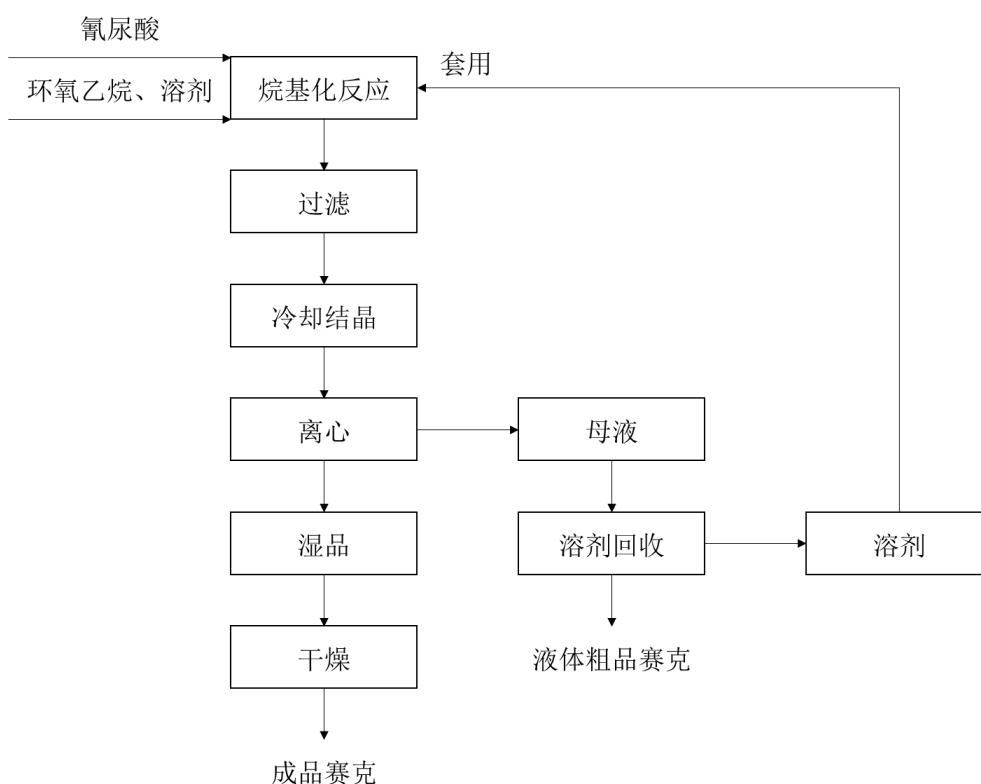 氰尿酸
套用
环氧乙烷、溶剂
烷基化反应
过滤
冷却结晶
离心
母液
湿品
溶剂回收
溶剂
干燥
液体粗品赛克
成品赛克